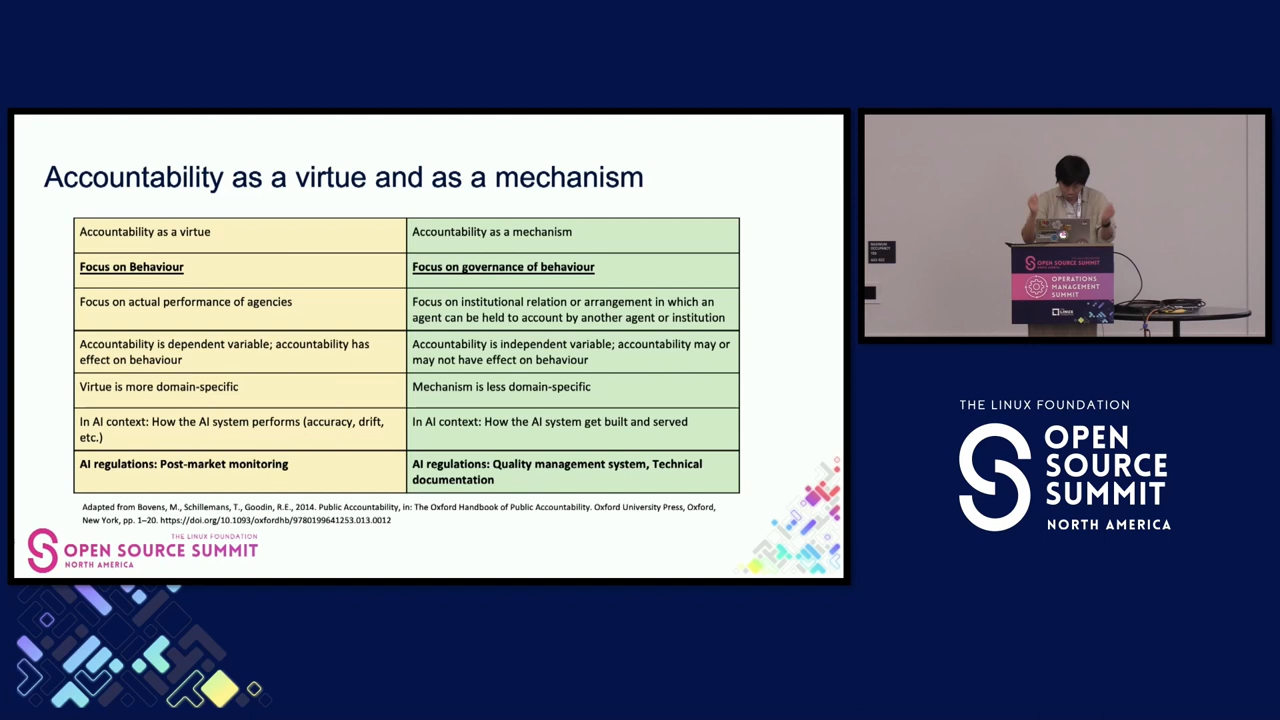 Accountability as a virtue and as a mechanism
Accountability as a virtue
Accountability as a mechanism
Focus on Behaviour
Focus on governance of behaviour
Focus on actual performance of agencies
Focus on institutional relation or arrangement in which an
agent can be held to account by another agent or institution
Accountability is dependent variable; accountability has
effect on behaviour
Accountability is independent variable; accountability may or
may not have effect on behaviour
Virtue is more domain-specific
Mechanism is less domain-specific
In AI context: How the AI system performs (accuracy, drift,
etc.)
In AI context: How the AI system get built and served
AI regulations: Post-market monitoring
AI regulations: Quality management system, Technical
documentation
Adapted from Bovens, M., Schillemans, T., Goodin, R.E., 2014. Public Accountability, in: The Oxford Handbook of Public Accountability. Oxford University Press, Oxford,
New York, pp. 1–20. https://doi.org/10.1093/oxfordhb/9780199641253.013.0012
THE LINUX FOUNDATION
OPEN SOURCE SUMMIT
NORTH AMERICA
OPEN SOURCE SUMMIT
OPERATIONS
MANAGEMENT
SUMMIT
LINUX
THE LINUX FOUNDATION
OPEN
SOURCE
SUMMIT
NORTH AMERICA